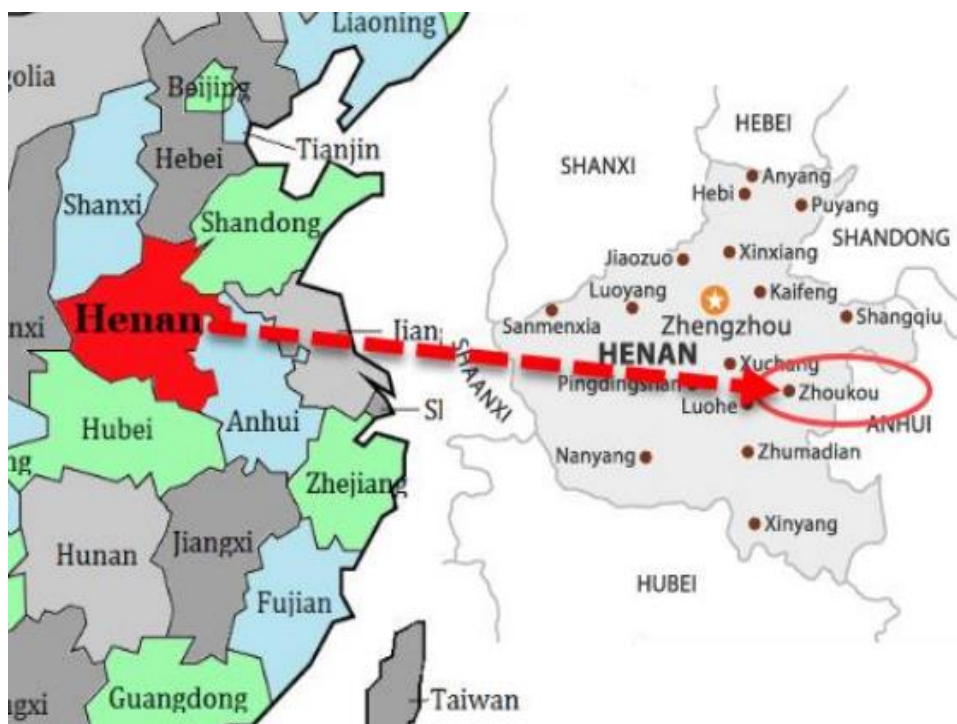 Liaoning
golia
Beijing
Tianjin
Hebei
Shanxi
Shandong
Henan
nxi
Jian
Sl
Anhui
Hubei
ng
Zhejiang
Hunan
Jiangxi
Fujian
Guangdong
gxi
Taiwan
HEBEI
SHANXI
Anyang
Hebi
Puyang
SHANDONG
Xinxiang
Jiaozuo
Kaifeng
Luoyang
Shangqiu
Sanmenxia
Zhengzhou
HENAN
Xuchang
SHAANXI
Pingdingshan
Zhoukou
Luohe
ANHUI
Nanyang
Zhumadian
Xinyang
HUBEI